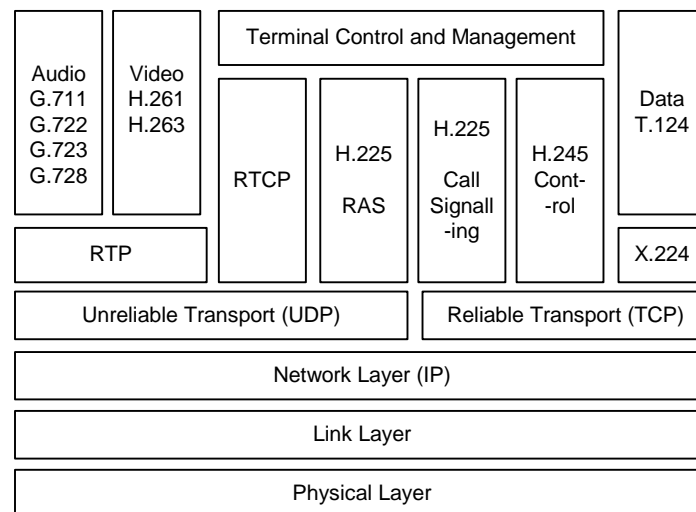 Terminal Control and Management
Audio
G.711
G.722
G.723
G.728
Video
H.261
H.263
RTCP
H.225
RAS
H.225
Call
Signall
-ing
H.245
Cont-
-rol
Data
T.124
RTP
X.224
Unreliable Transport (UDP)
Reliable Transport (TCP)
Network Layer (IP)
Link Layer
Physical Layer